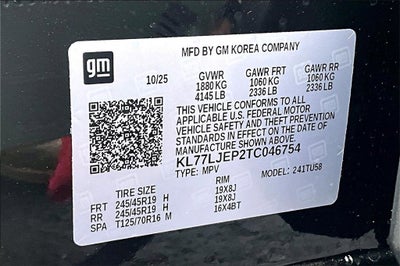 MFD BY GM KOREA COMPANY
gm
10/25 GVWR GAWR FRT GAWR RR
1880 KG 1060 KG 1060 KG
4145 LB 2336 LB 2336 LB
THIS VEHICLE CONFORMS TO ALL
APPLICABLE U.S. FEDERAL MOTOR
VEHICLE SAFETY AND THEFT PREVENTION
STANDARDS IN EFFECT ON THE DATE
OF MANUFACTURE SHOWN ABOVE
KL77LJEP2TC046754
TYPE: MPV MODEL: 241TU58
TIRE SIZE RIM
FRT 245/45R19 H 19X8J
RR 245/45R19 H 19X8J
SPA T125/70R16 M 16X4BT